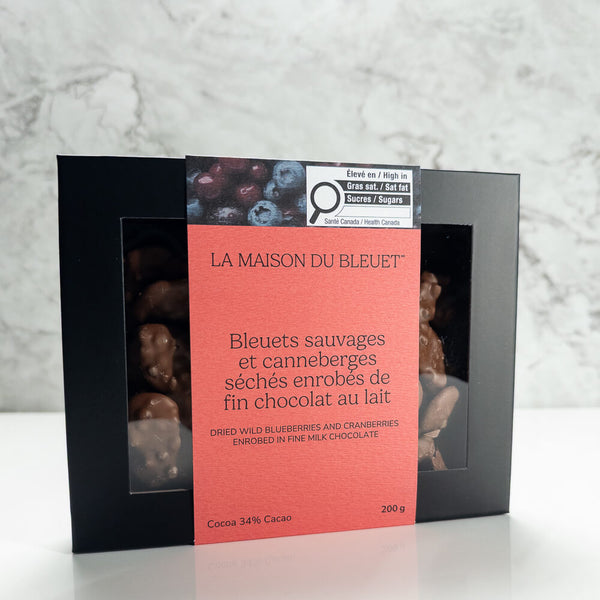 Élevé en / High in
Gras sat. / Sat fat
Sucres / Sugars
Santé Canada / Health Canada
LA MAISON DU BLEUET™
Bleuets sauvages
et canneberges
séchés enrobés de
fin chocolat au lait
DRIED WILD BLUEBERRIES AND CRANBERRIES
ENROBED IN FINE MILK CHOCOLATE
Cocoa 34% Cacao
200 g